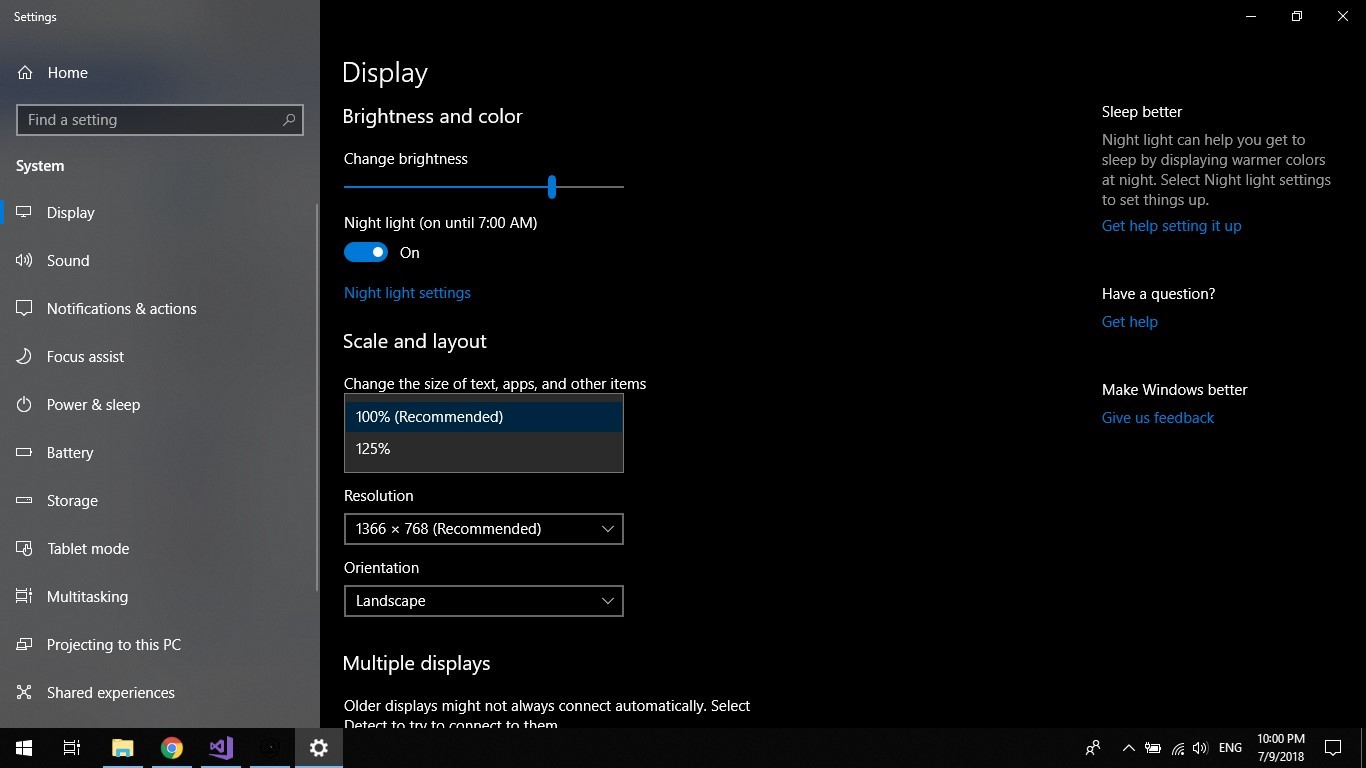 Settings
Home
Find a setting
System
Display
Sound
Notifications & actions
Focus assist
Power & sleep
Battery
Storage
Tablet mode
Multitasking
Projecting to this PC
Shared experiences
Display
Brightness and color
Change brightness
Night light (on until 7:00 AM)
On
Night light settings
Scale and layout
Change the size of text, apps, and other items
100% (Recommended)
125%
Resolution
1366 × 768 (Recommended)
Orientation
Landscape
Multiple displays
Older displays might not always connect automatically. Select
Detect to try to connect to them.
Sleep better
Night light can help you get to
sleep by displaying warmer colors
at night. Select Night light settings
to set things up.
Get help setting it up
Have a question?
Get help
Make Windows better
Give us feedback
ENG
10:00 PM
7/9/2018